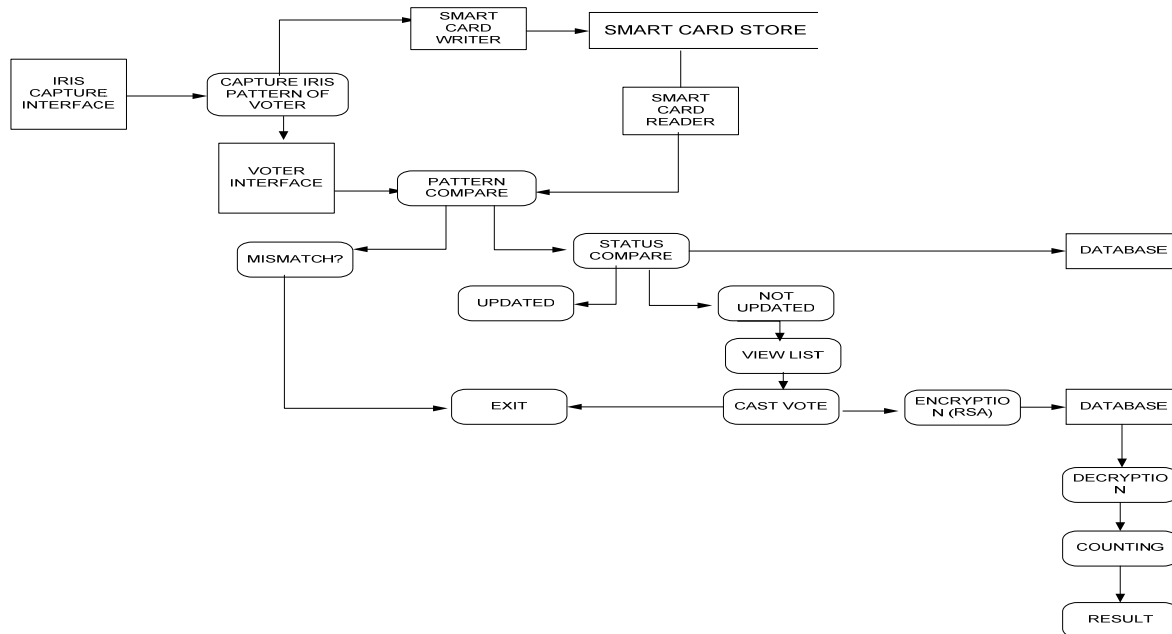 SMART
CARD
WRITER
SMART CARD STORE
IRIS
CAPTURE
INTERFACE
CAPTURE IRIS
PATTERN OF
VOTER
SMART
CARD
READER
VOTER
INTERFACE
PATTERN
COMPARE
MISMATCH?
STATUS
COMPARE
DATABASE
UPDATED
NOT
UPDATED
VIEW LIST
EXIT
CAST VOTE
ENCRYPTIO
N (RSA)
DATABASE
DECRYPTIO
N
COUNTING
RESULT